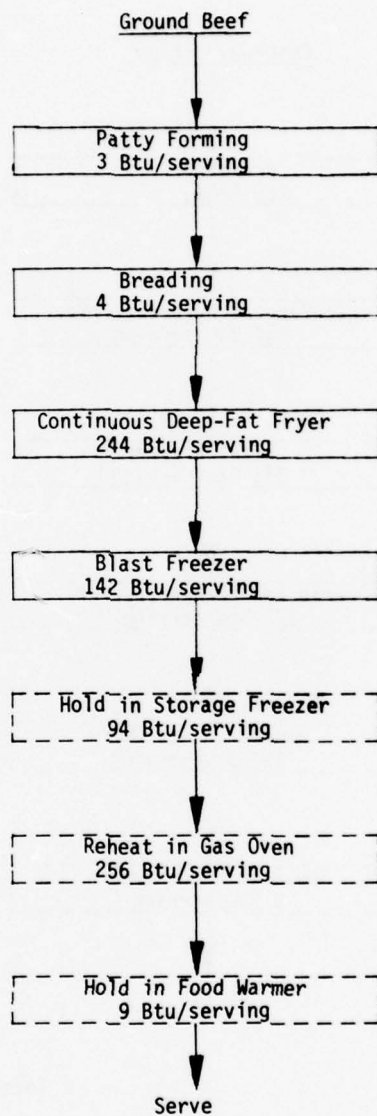 Ground Beef
Patty Forming
3 Btu/serving
Breading
4 Btu/serving
Continuous Deep-Fat Fryer
244 Btu/serving
Blast Freezer
142 Btu/serving
Hold in Storage Freezer
94 Btu/serving
Reheat in Gas Oven
256 Btu/serving
Hold in Food Warmer
9 Btu/serving
Serve